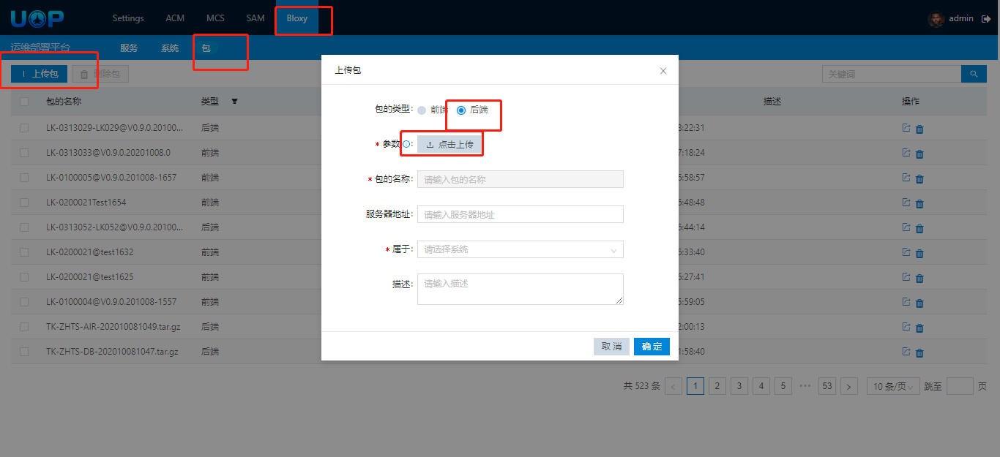 UOP Settings ACM MCS SAM Bloxy admin
运维部署平台 服务 系统 包
上传包 删除包 关键词
包的名称 类型 描述 操作
LK-0313029-LK029@V0.9.0.20100... 后端 :22:31
LK-0313033@V0.9.0.20201008.0 前端 :18:24
LK-0100005@V0.9.0.201008-1657 前端 :58:57
LK-0200021Test1654 前端 :48:48
LK-0313052-LK052@V0.9.0.20100... 后端 :44:14
LK-0200021@test1632 前端 :33:40
LK-0200021@test1625 前端 :27:41
LK-0100004@V0.9.0.201008-1557 前端 :59:05
TK-ZHTS-AIR-202010081049.tar.gz 后端 :00:13
TK-ZHTS-DB-202010081047.tar.gz 后端 :58:40
共 523 条 < 1 2 3 4 5 ••• 53 > 10 条/页 跳至 页
上传包
包的类型: 前端 后端
* 参数 : 点击上传
* 包的名称: 请输入包的名称
服务器地址: 请输入服务器地址
* 属于: 请选择系统
描述: 请输入描述
取 消 确 定